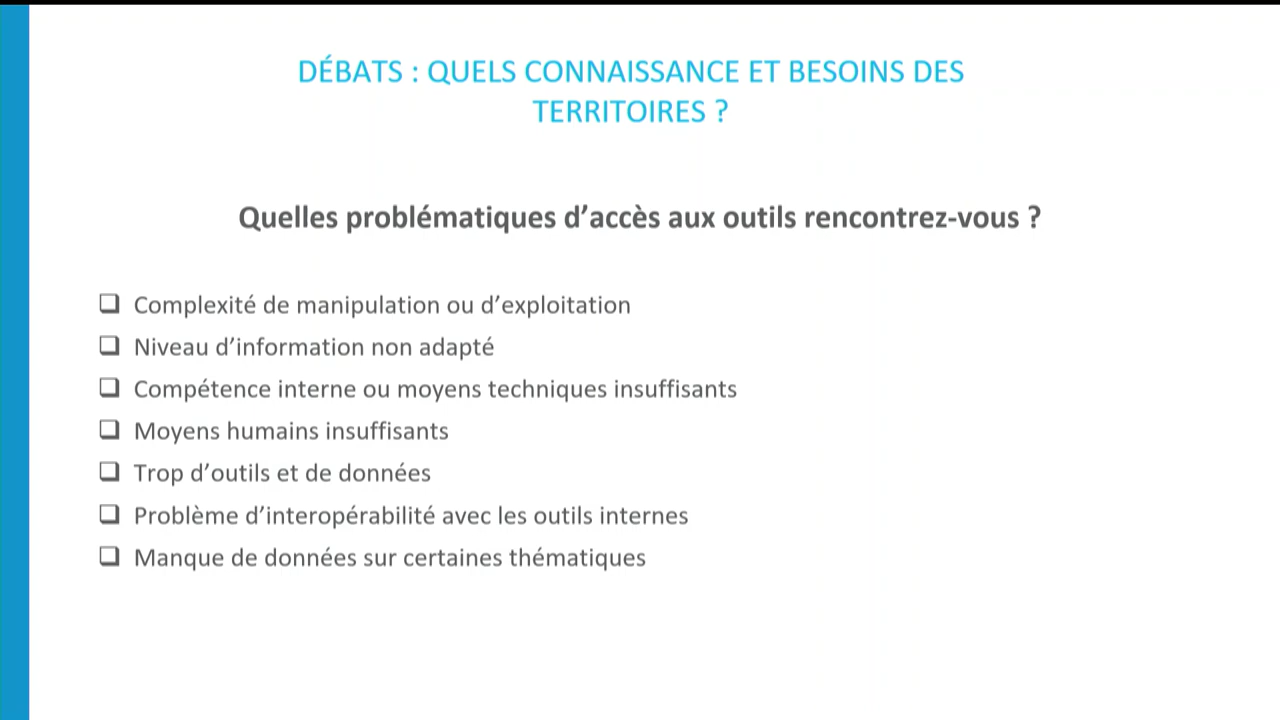 DÉBATS : QUELS CONNAISSANCE ET BESOINS DES
TERRITOIRES ?
Quelles problématiques d’accès aux outils rencontrez-vous ?
❑ Complexité de manipulation ou d’exploitation
❑ Niveau d’information non adapté
❑ Compétence interne ou moyens techniques insuffisants
❑ Moyens humains insuffisants
❑ Trop d’outils et de données
❑ Problème d’interopérabilité avec les outils internes
❑ Manque de données sur certaines thématiques